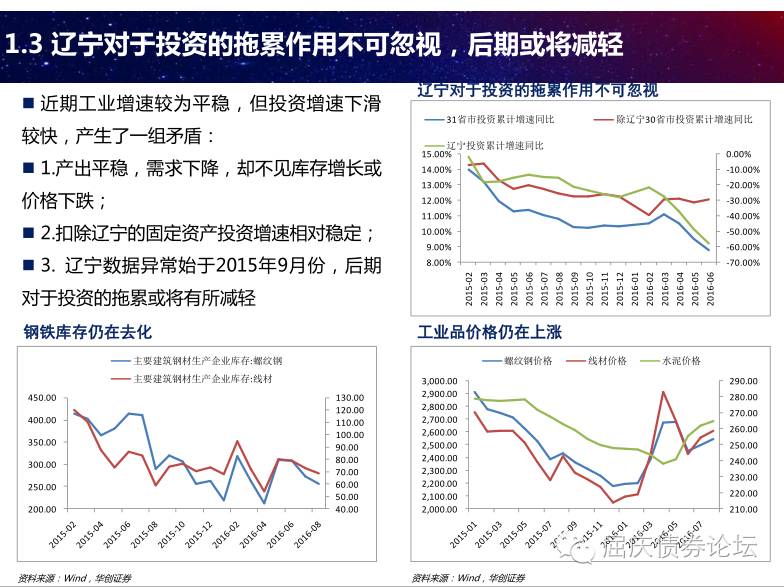 1.3 辽宁对于投资的拖累作用不可忽视，后期或将减轻
■ 近期工业增速较为平稳，但投资增速下滑
较快，产生了一组矛盾：
■ 1.产出平稳，需求下降，却不见库存增长或
价格下跌；
■ 2.扣除辽宁的固定资产投资增速相对稳定；
■ 3. 辽宁数据异常始于2015年9月份，后期
对于投资的拖累或将有所减轻
辽宁对于投资的拖累作用不可忽视
31省市投资累计增速同比 除辽宁30省市投资累计增速同比
辽宁投资累计增速同比
15.00% 0.00%
14.00% -10.00%
13.00% -20.00%
12.00% -30.00%
11.00% -40.00%
10.00% -50.00%
9.00% -60.00%
8.00% -70.00%
2015-02 2015-03 2015-04 2015-05 2015-06 2015-07 2015-08 2015-09 2015-10 2015-11 2015-12 2016-01 2016-02 2016-03 2016-04 2016-05 2016-06
钢铁库存仍在去化
主要建筑钢材生产企业库存:螺纹钢
主要建筑钢材生产企业库存:线材
450.00 130.00
120.00
400.00 110.00
100.00
350.00 90.00
300.00 80.00
70.00
250.00 60.00
50.00
200.00 40.00
2015-02 2015-04 2015-06 2015-08 2015-10 2015-12 2016-02 2016-04 2016-06 2016-08
工业品价格仍在上涨
螺纹钢价格 线材价格 水泥价格
3,000.00 290.00
2,900.00 280.00
2,800.00
2,700.00 270.00
2,600.00 260.00
2,500.00 250.00
2,400.00 240.00
2,300.00 230.00
2,200.00 220.00
2,100.00
2,000.00 210.00
2015-01 2015-03 2015-05 2015-07 2015-09 2015-11 2016-01 2016-03 2016-05 2016-07
屈庆债券论坛
资料来源：Wind，华创证券
资料来源：Wind，华创证券